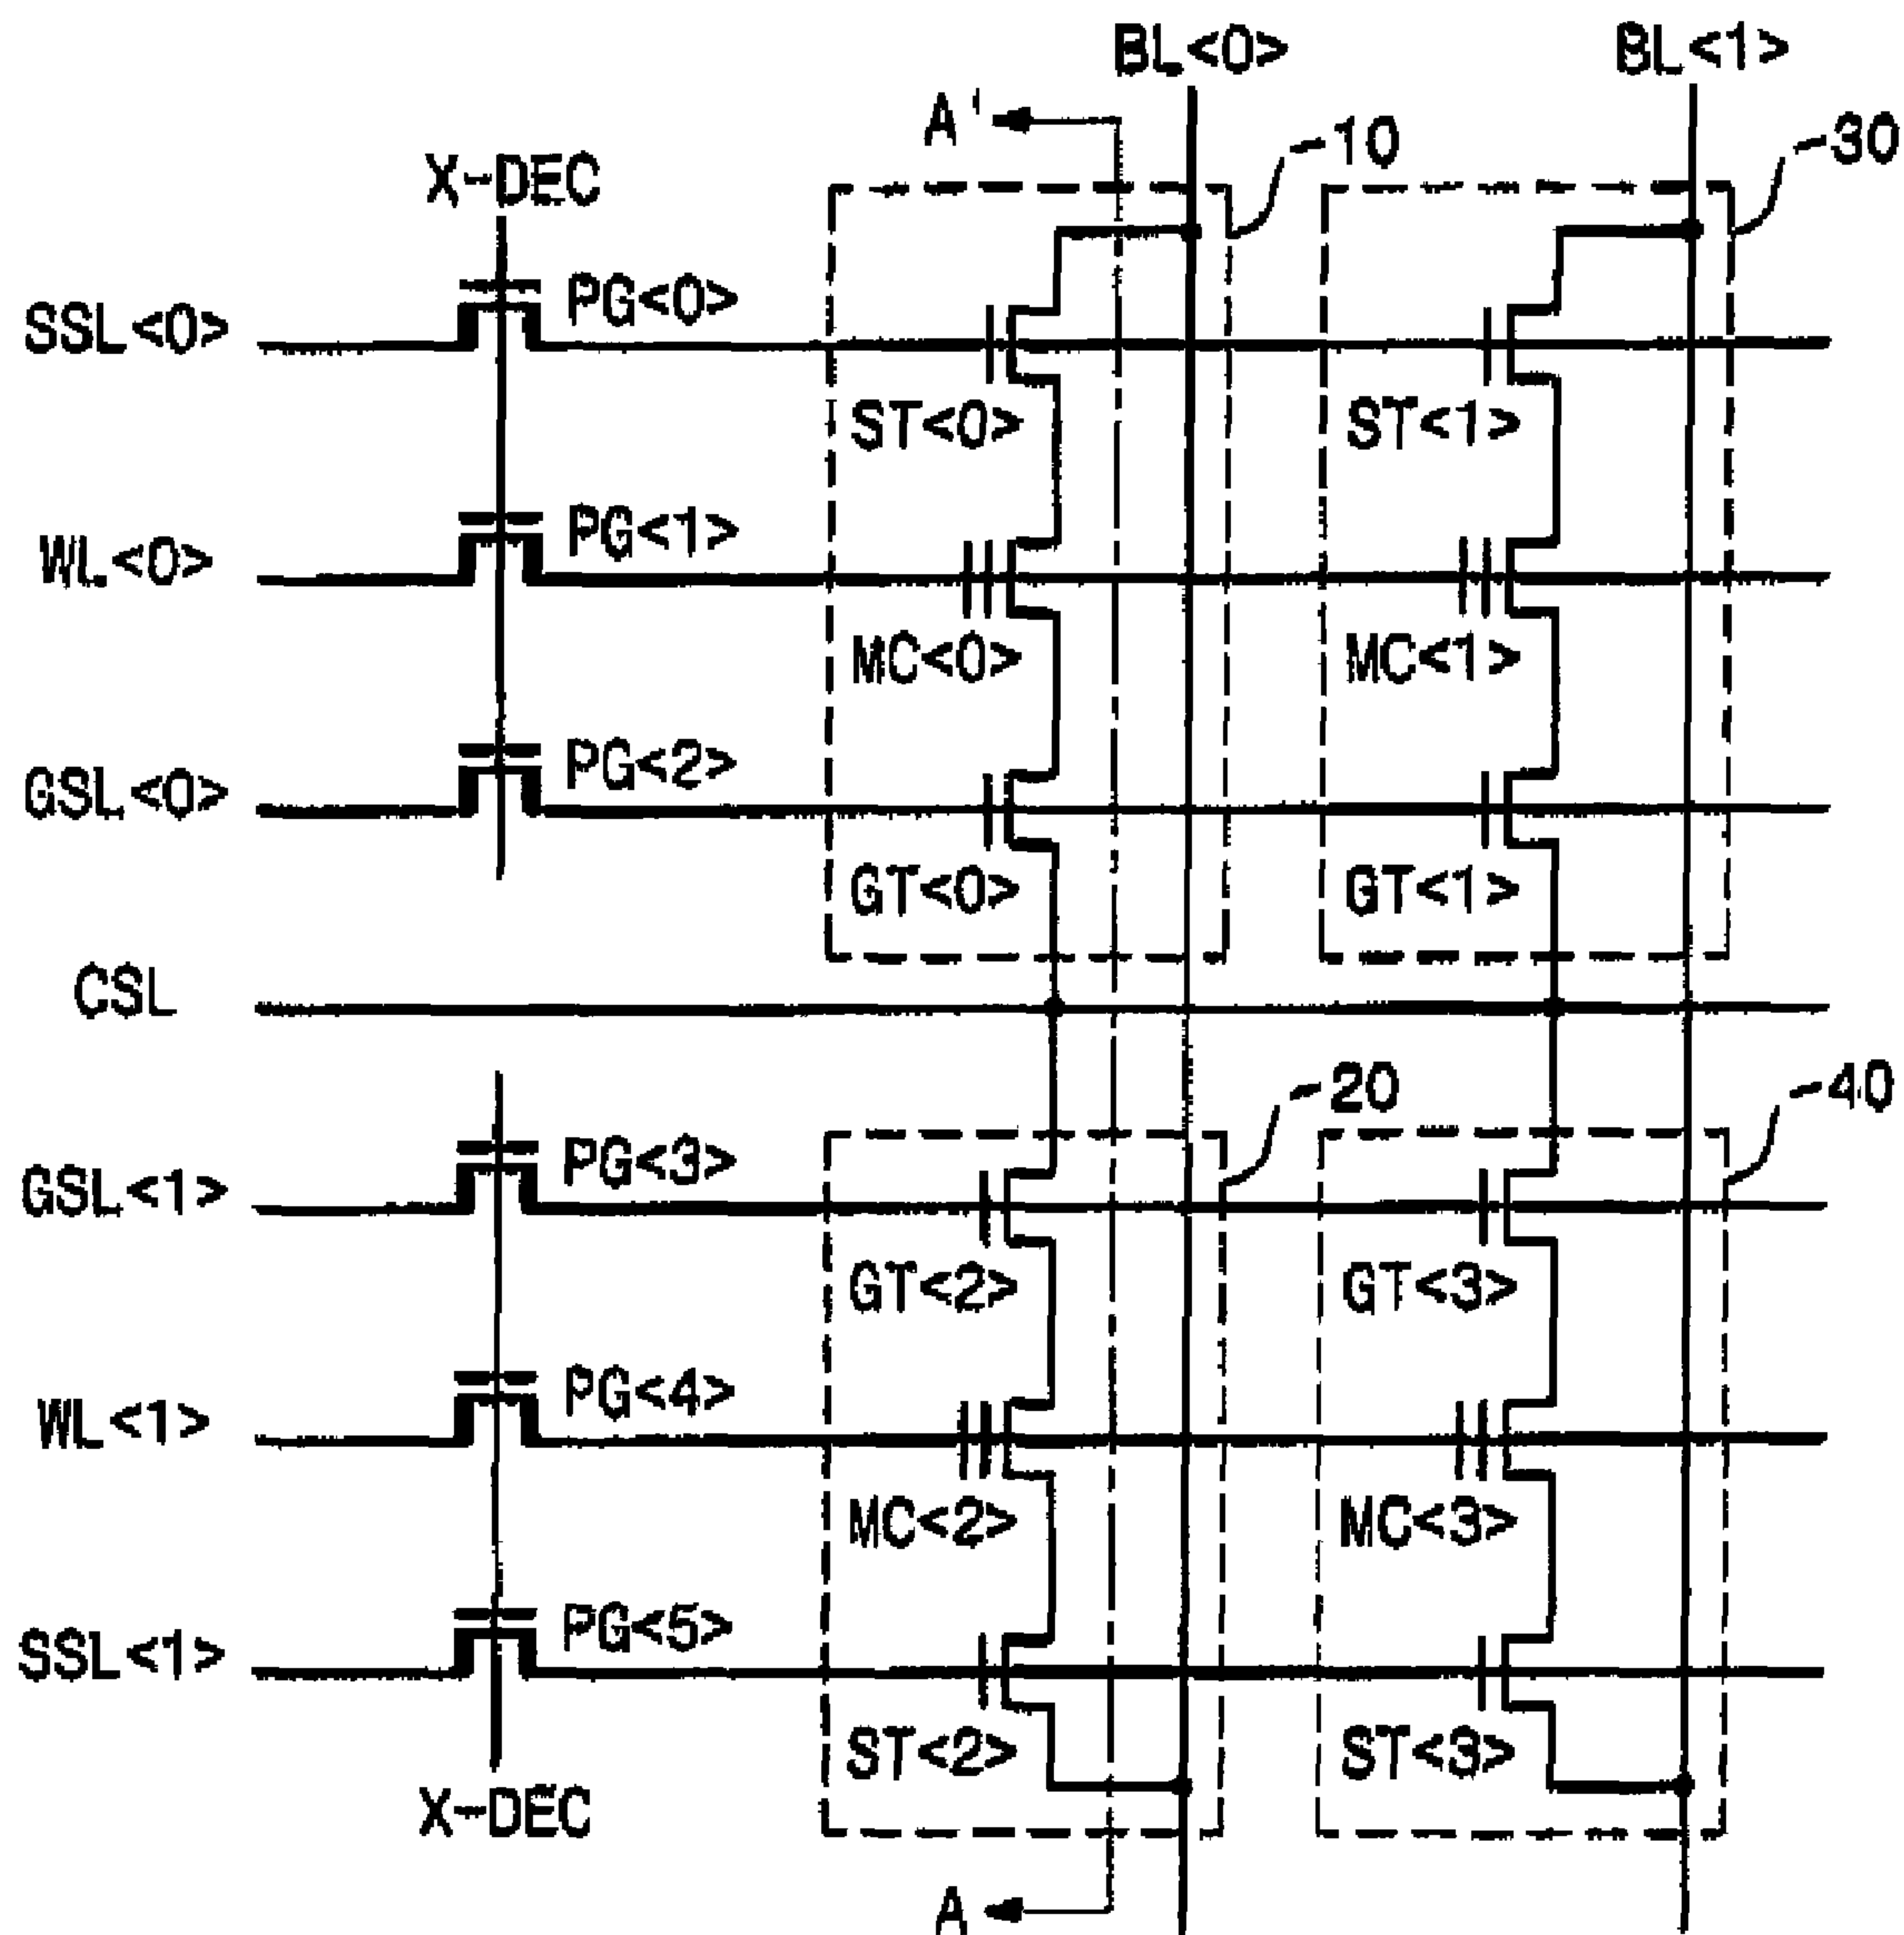 BL<0> BL<1>
A'
-10 -30
X-DEC
PG<0>
SSL<0>
ST<0> ST<1>
PG<1>
WL<0>
MC<0> MC<1>
PG<2>
GSL<0>
GT<0> GT<1>
CSL
-20 -40
PG<3>
GSL<1>
GT<2> GT<3>
PG<4>
WL<1>
MC<2> MC<3>
PG<5>
SSL<1>
ST<2> ST<3>
X-DEC
A